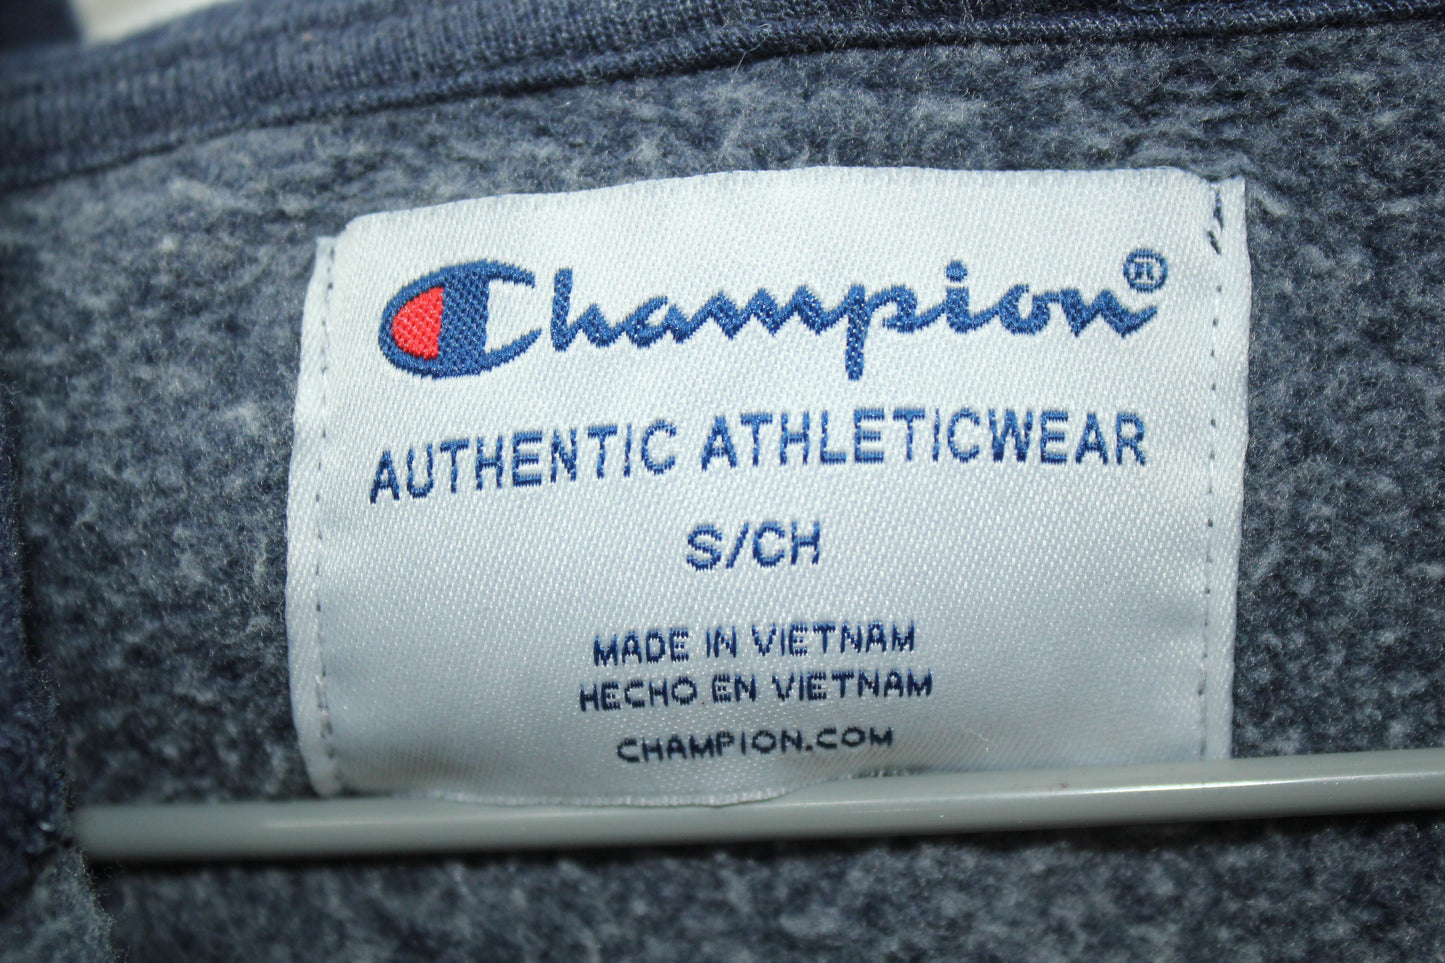 Champion®
AUTHENTIC ATHLETICWEAR
S/CH
MADE IN VIETNAM
HECHO EN VIETNAM
CHAMPION.COM